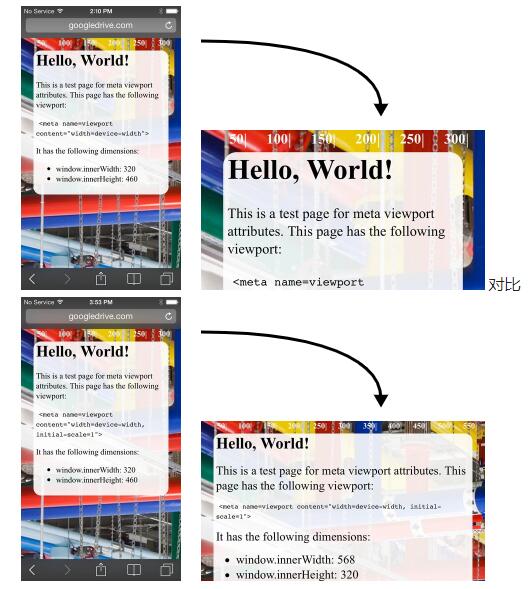 No Service 2:10 PM
googledrive.com
50| 100| 150| 200| 250| 300|
Hello, World!
This is a test page for meta viewport
attributes. This page has the following
viewport:
<meta name=viewport
content="width=device-width">
It has the following dimensions:
• window.innerWidth: 320
• window.innerHeight: 460
50| 100| 150| 200| 250| 300|
Hello, World!
This is a test page for meta viewport
attributes. This page has the following
viewport:
<meta name=viewport
对比
No Service 3:53 PM
googledrive.com
50| 100| 150| 200| 250| 300|
Hello, World!
This is a test page for meta viewport
attributes. This page has the following
viewport:
<meta name=viewport
content="width=device-width,
initial-scale=1">
It has the following dimensions:
• window.innerWidth: 320
• window.innerHeight: 460
50| 100| 150| 200| 250| 300| 350| 400| 450| 500| 550|
Hello, World!
This is a test page for meta viewport attributes. This
page has the following viewport:
<meta name=viewport content="width=device-width, initial-
scale=1">
It has the following dimensions:
• window.innerWidth: 568
• window.innerHeight: 320